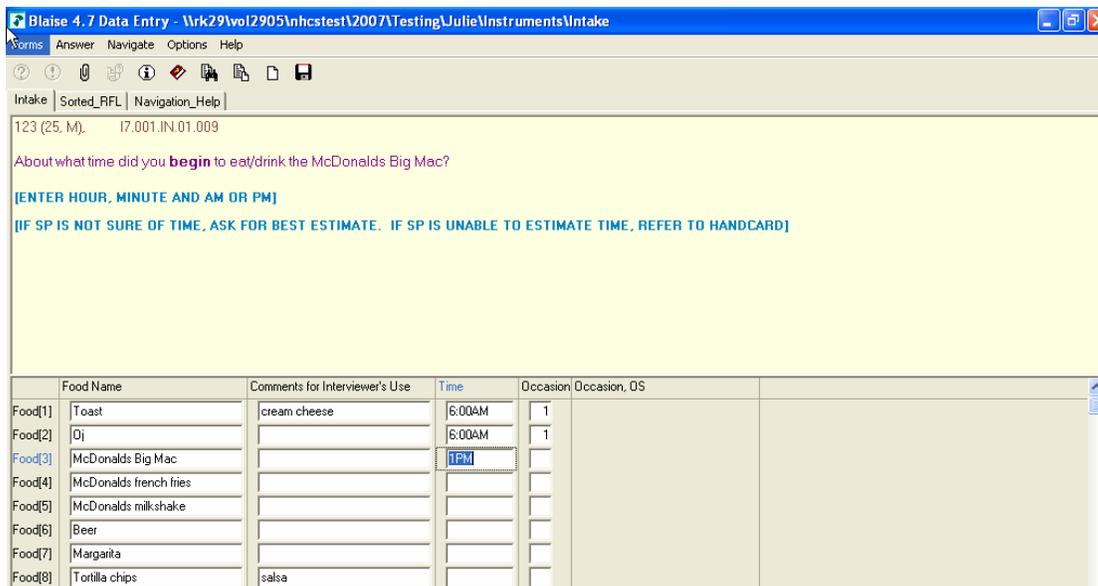 Blaise 4.7 Data Entry - \\rk29\vol2905\nhcstest\2007\Testing\Julie\Instruments\Intake
Forms Answer Navigate Options Help
Intake Sorted_RFL Navigation_Help
123 (25, M), I7.001.IN.01.009
About what time did you begin to eat/drink the McDonalds Big Mac?
[ENTER HOUR, MINUTE AND AM OR PM]
[IF SP IS NOT SURE OF TIME, ASK FOR BEST ESTIMATE. IF SP IS UNABLE TO ESTIMATE TIME, REFER TO HANDCARD]
Food Name Comments for Interviewer's Use Time Occasion Occasion, OS
Food[1] Toast cream cheese 6:00AM 1
Food[2] Oj 6:00AM 1
Food[3] McDonalds Big Mac 1PM
Food[4] McDonalds french fries
Food[5] McDonalds milkshake
Food[6] Beer
Food[7] Margarita
Food[8] Tortilla chips salsa